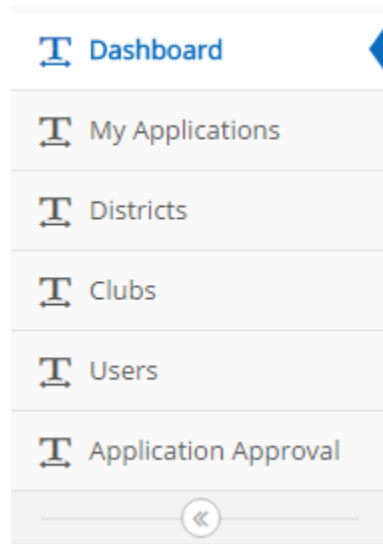 Dashboard
My Applications
Districts
Clubs
Users
Application Approval